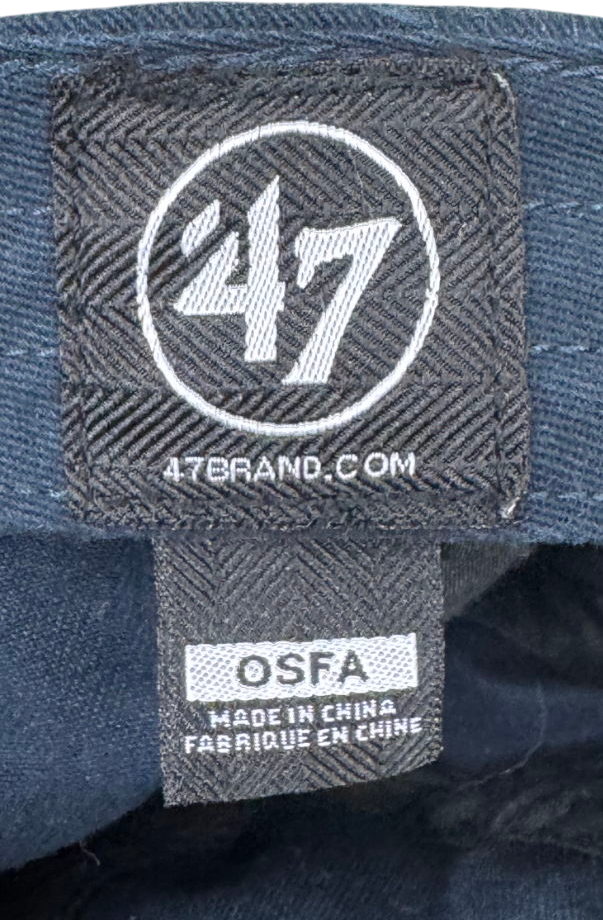 '47
47BRAND.COM
OSFA
MADE IN CHINA
FABRIQUE EN CHINE